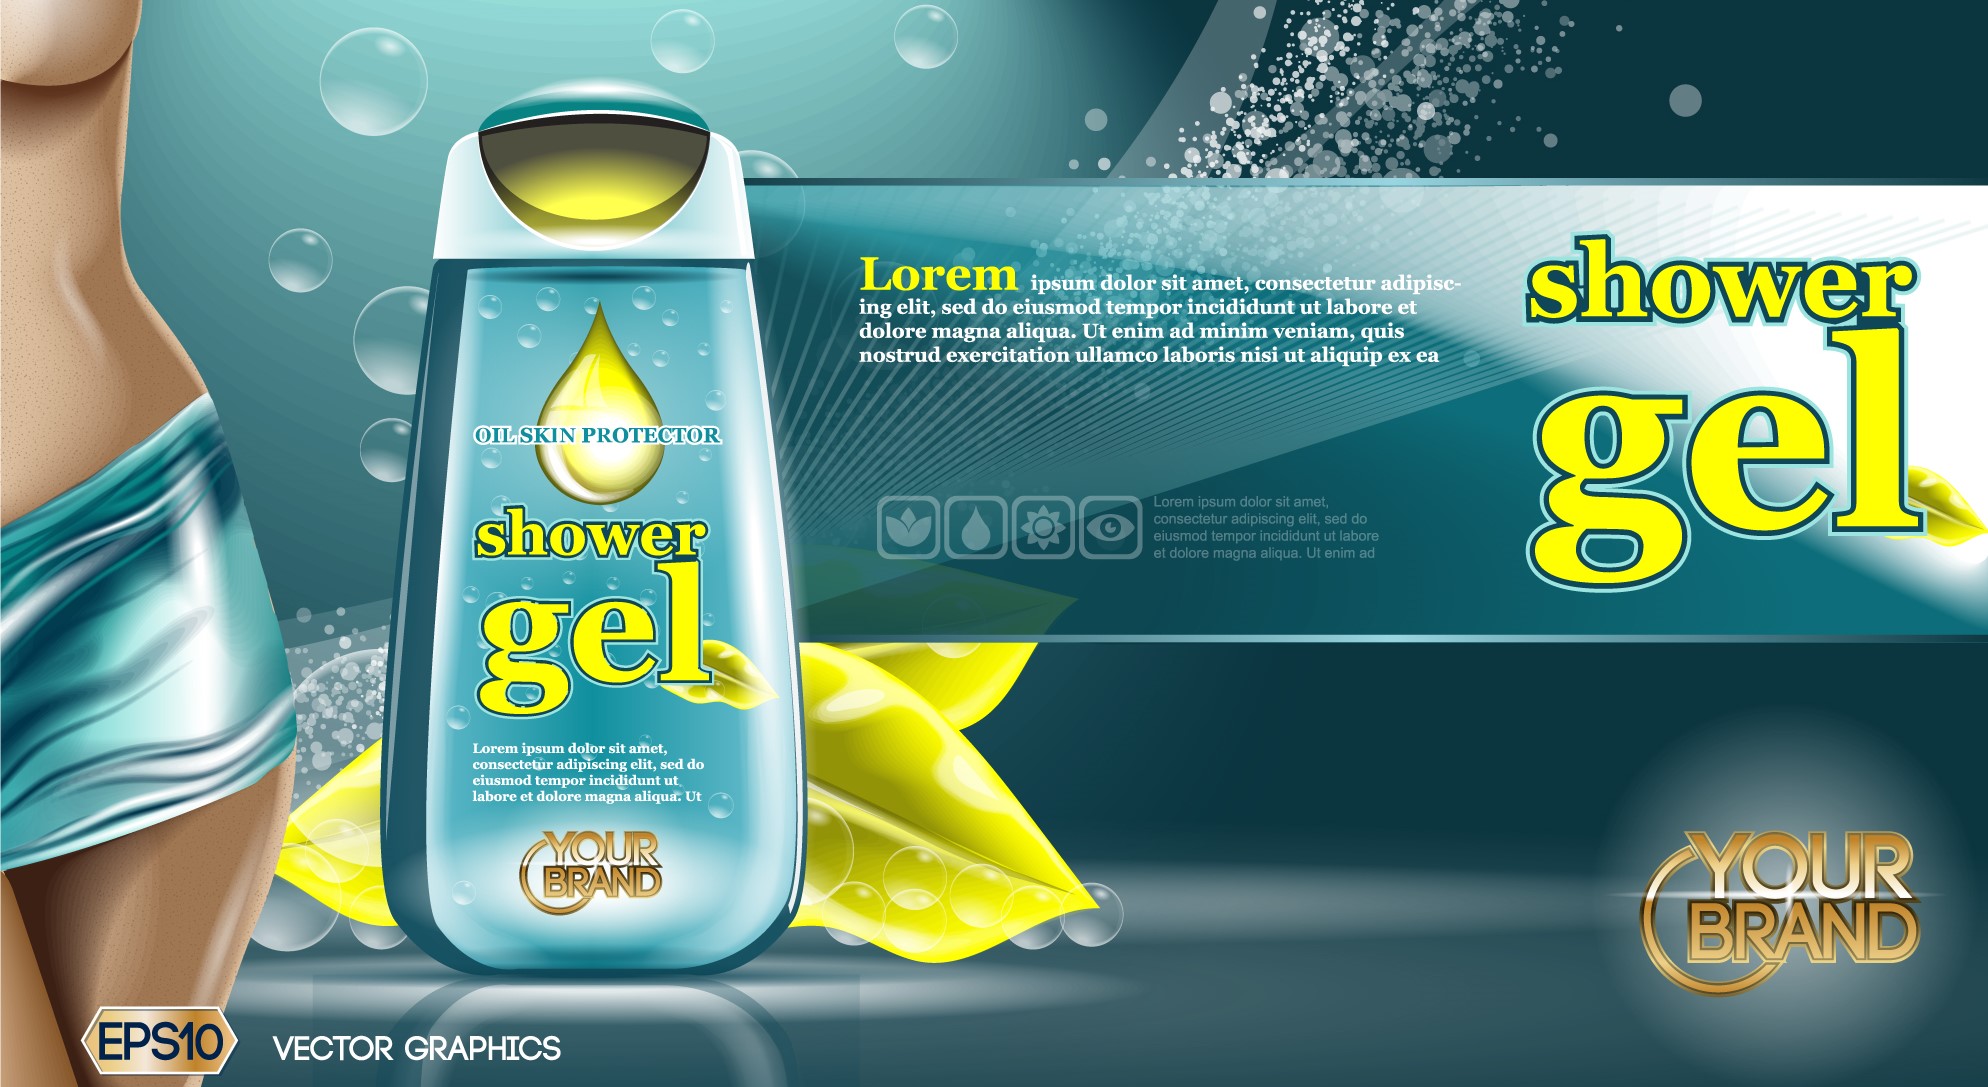 OIL SKIN PROTECTOR
shower
gel
Lorem ipsum dolor sit amet,
consectetur adipiscing elit, sed do
eiusmod tempor incididunt ut
labore et dolore magna aliqua. Ut
YOUR
BRAND
Lorem ipsum dolor sit amet, consectetur adipisc-
ing elit, sed do eiusmod tempor incididunt ut labore et
dolore magna aliqua. Ut enim ad minim veniam, quis
nostrud exercitation ullamco laboris nisi ut aliquip ex ea
Lorem ipsum dolor sit amet,
consectetur adipiscing elit, sed do
eiusmod tempor incididunt ut labore
et dolore magna aliqua. Ut enim ad
shower
gel
YOUR
BRAND
EPS10
VECTOR GRAPHICS